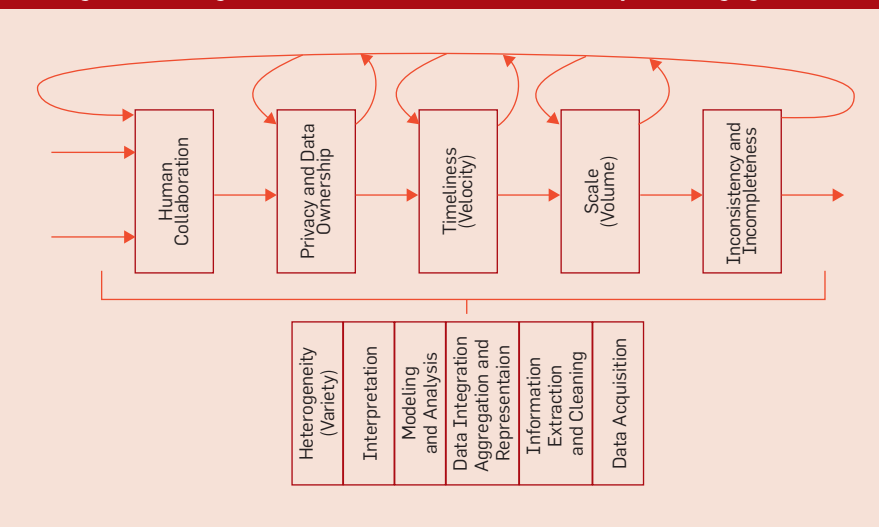 Human
Collaboration
Privacy and Data
Ownership
Timeliness
(Velocity)
Scale
(Volume)
Inconsistency and
Incompleteness
Heterogeneity
(Variety)
Interpretation
Modeling
and Analysis
Data Integration
Aggregation and
Representaion
Information
Extraction
and Cleaning
Data Acquisition